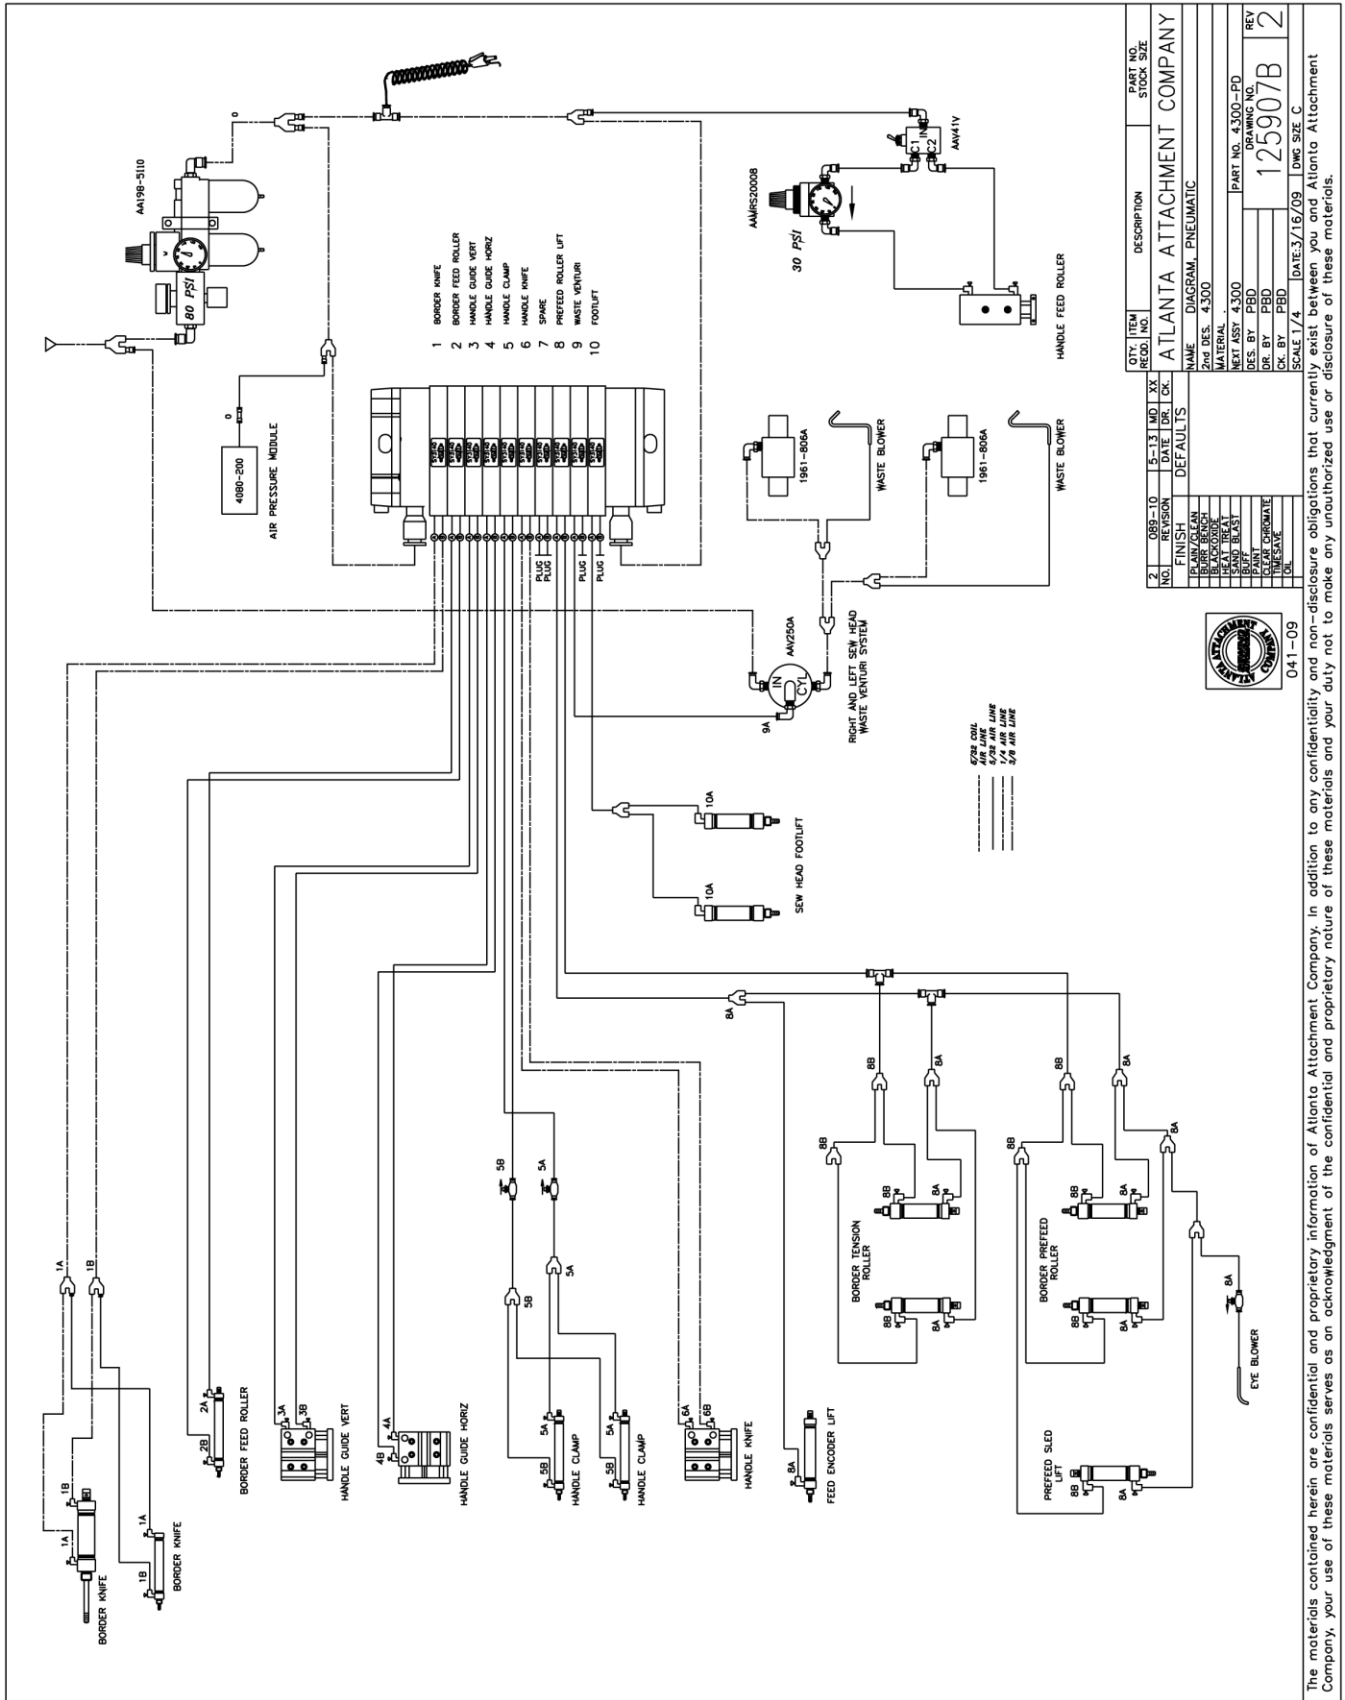 AA198-5110
80 PSI
0
0
4080-200
AIR PRESSURE MODULE
1 BORDER KNIFE
2 BORDER FEED ROLLER
3 HANDLE GUIDE VERT
4 HANDLE GUIDE HORIZ
5 HANDLE CLAMP
6 HANDLE KNIFE
7 SPARE
8 PREFEED ROLLER LIFT
9 WASTE VENTURI
10 FOOTLIFT
PLUG
PLUG
PLUG
PLUG
AAMRS20008
30 PSI
C1
IN
C2
AAV41V
HANDLE FEED ROLLER
1961-806A
WASTE BLOWER
1961-806A
WASTE BLOWER
AAV250A
IN
CYL
9A
RIGHT AND LEFT SEW HEAD
WASTE VENTURI SYSTEM
10A
10A
SEW HEAD FOOTLIFT
5/32 COIL
AIR LINE
5/32 AIR LINE
1/4 AIR LINE
3/8 AIR LINE
1A
1B
1A
1B
BORDER KNIFE
1A
1B
BORDER KNIFE
2A
2B
BORDER FEED ROLLER
3A
3B
HANDLE GUIDE VERT
4A
4B
HANDLE GUIDE HORIZ
5B
5A
5B
5A
5A
5B
HANDLE CLAMP
5A
5B
HANDLE CLAMP
6A
6B
HANDLE KNIFE
8A
8A
FEED ENCODER LIFT
8B
8A
8B
8B
8A
BORDER TENSION
ROLLER
8B
8A
8B
8A
8B
8A
8B
8A
BORDER PREFEED
ROLLER
8B
8A
PREFEED SLED
LIFT
8B
8A
8A
EYE BLOWER
041-09
ATLANTA ATTACHMENT
COMPANY
2 089-10 5-13 MD XX
NO. REVISION DATE DR. CK.
FINISH DEFAULTS
PLAIN/CLEAN
BURR BENCH
BLACKOXIDE
HEAT TREAT
SAND BLAST
BUFF
PAINT
CLEAR CHROMATE
TIMESAVE
OIL
QTY. REQD. ITEM NO. DESCRIPTION PART NO. STOCK SIZE
ATLANTA ATTACHMENT COMPANY
NAME DIAGRAM, PNEUMATIC
2nd DES. 4300
MATERIAL .
NEXT ASSY 4300 PART NO. 4300-PD
DES. BY PBD DRAWING NO. REV
DR. BY PBD 125907B 2
CK. BY PBD
SCALE 1/4 DATE:3/16/09 DWG SIZE C
The materials contained herein are confidential and proprietary information of Atlanta Attachment Company. In addition to any confidentiality and non-disclosure obligations that currently exist between you and Atlanta Attachment
Company, your use of these materials serves as an acknowledgment of the confidential and proprietary nature of these materials and your duty not to make any unauthorized use or disclosure of these materials.